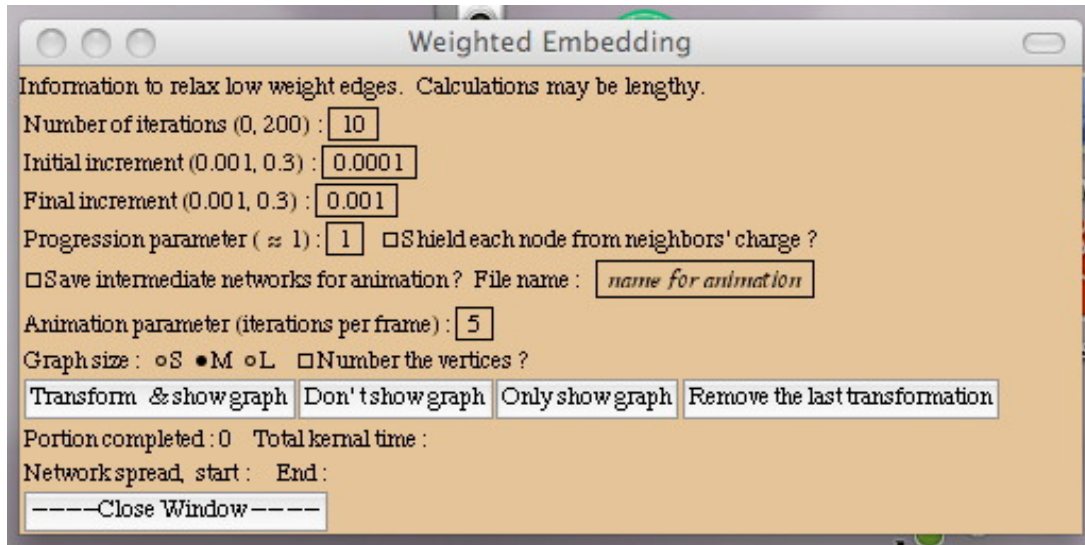 Weighted Embedding
Information to relax low weight edges. Calculations may be lengthy.
Number of iterations (0, 200) : 10
Initial increment (0.001, 0.3) : 0.0001
Final increment (0.001, 0.3) : 0.001
Progression parameter ( ≈ 1) : 1 Shield each node from neighbors' charge ?
Save intermediate networks for animation ? File name : name for animation
Animation parameter (iterations per frame) : 5
Graph size : S M L Number the vertices ?
Transform & show graph Don't show graph Only show graph Remove the last transformation
Portion completed : 0 Total kernal time :
Network spread, start : End :
----Close Window----